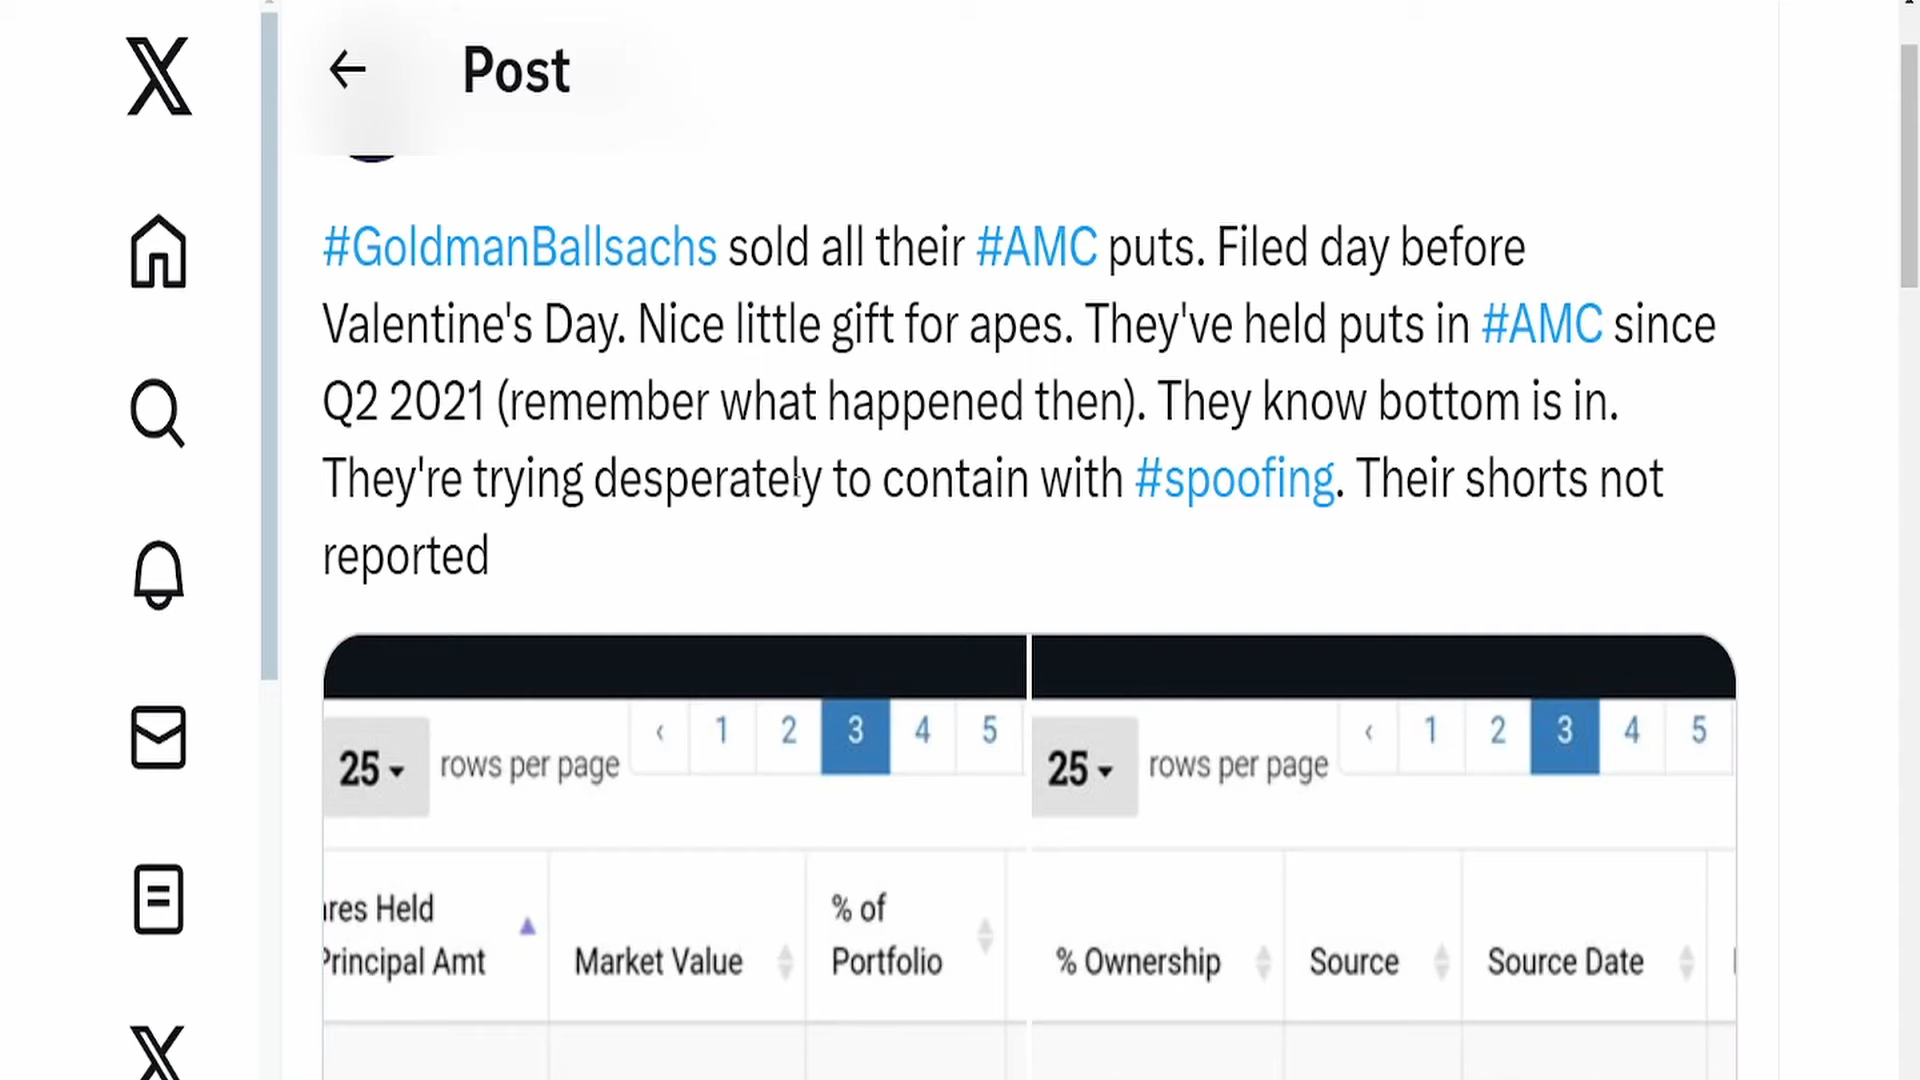 Post
#GoldmanBallsachs sold all their #AMC puts. Filed day before
Valentine's Day. Nice little gift for apes. They've held puts in #AMC since
Q2 2021 (remember what happened then). They know bottom is in.
They're trying desperately to contain with #spoofing. Their shorts not
reported
25 rows per page ‹ 1 2 3 4 5
25 rows per page ‹ 1 2 3 4 5
ares Held
Principal Amt
Market Value
% of
Portfolio
% Ownership
Source
Source Date